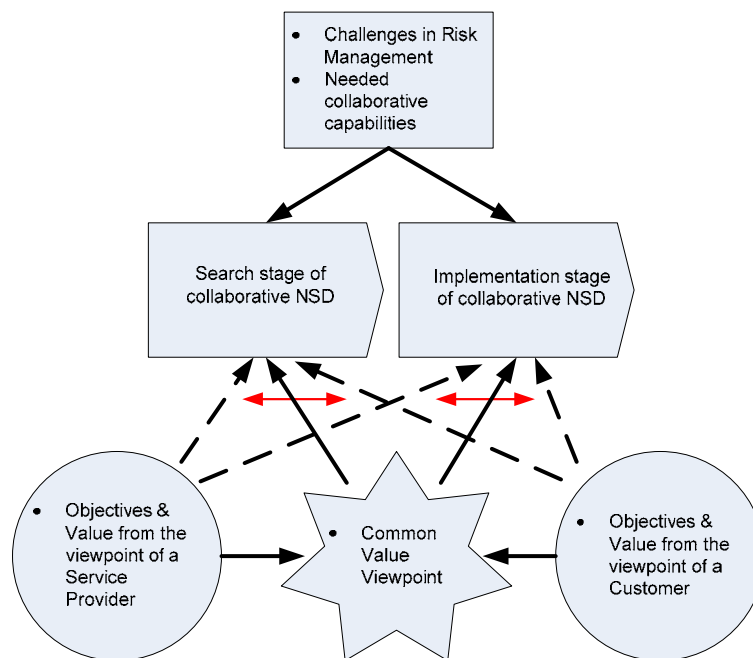 • Challenges in Risk
Management
• Needed
collaborative
capabilities
Search stage of
collaborative NSD
Implementation stage
of collaborative NSD
• Objectives &
Value from the
viewpoint of a
Service
Provider
• Common
Value
Viewpoint
• Objectives &
Value from the
viewpoint of a
Customer